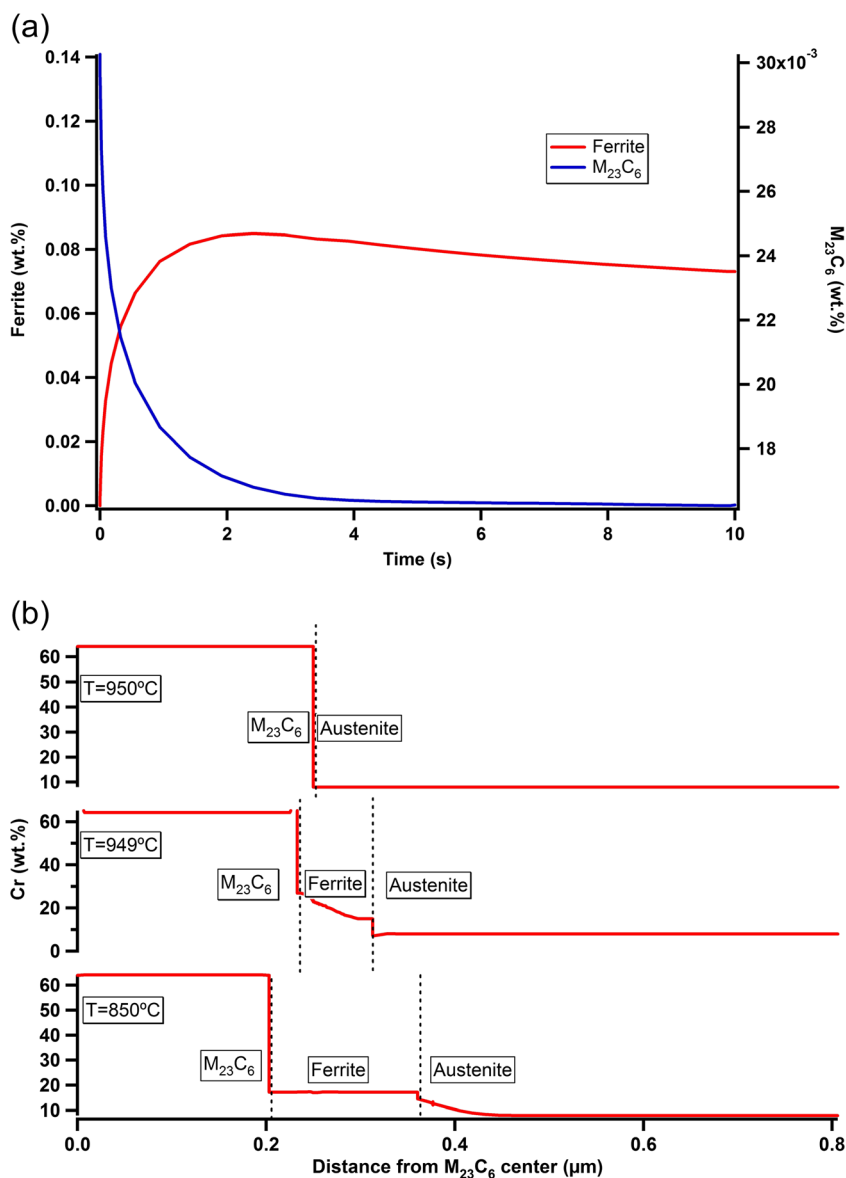 (a)
0.14
0.12
0.10
0.08
0.06
0.04
0.02
0.00
Ferrite (wt.%)
30x10⁻³
28
26
24
22
20
18
M₂₃C₆ (wt.%)
Ferrite
M₂₃C₆
0 2 4 6 8 10
Time (s)
(b)
60
50
40
30
20
10
T=950ºC
M₂₃C₆ Austenite
Cr (wt.%)
60
40
20
0
T=949ºC
M₂₃C₆ Ferrite Austenite
60
50
40
30
20
10
T=850ºC
M₂₃C₆ Ferrite Austenite
0.0 0.2 0.4 0.6 0.8
Distance from M₂₃C₆ center (µm)